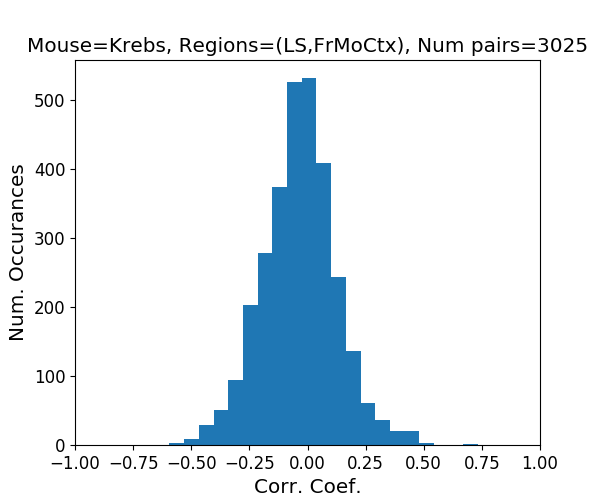 Mouse=Krebs, Regions=(LS,FrMoCtx), Num pairs=3025
Num. Occurances
500
400
300
200
100
0
−1.00 −0.75 −0.50 −0.25 0.00 0.25 0.50 0.75 1.00
Corr. Coef.